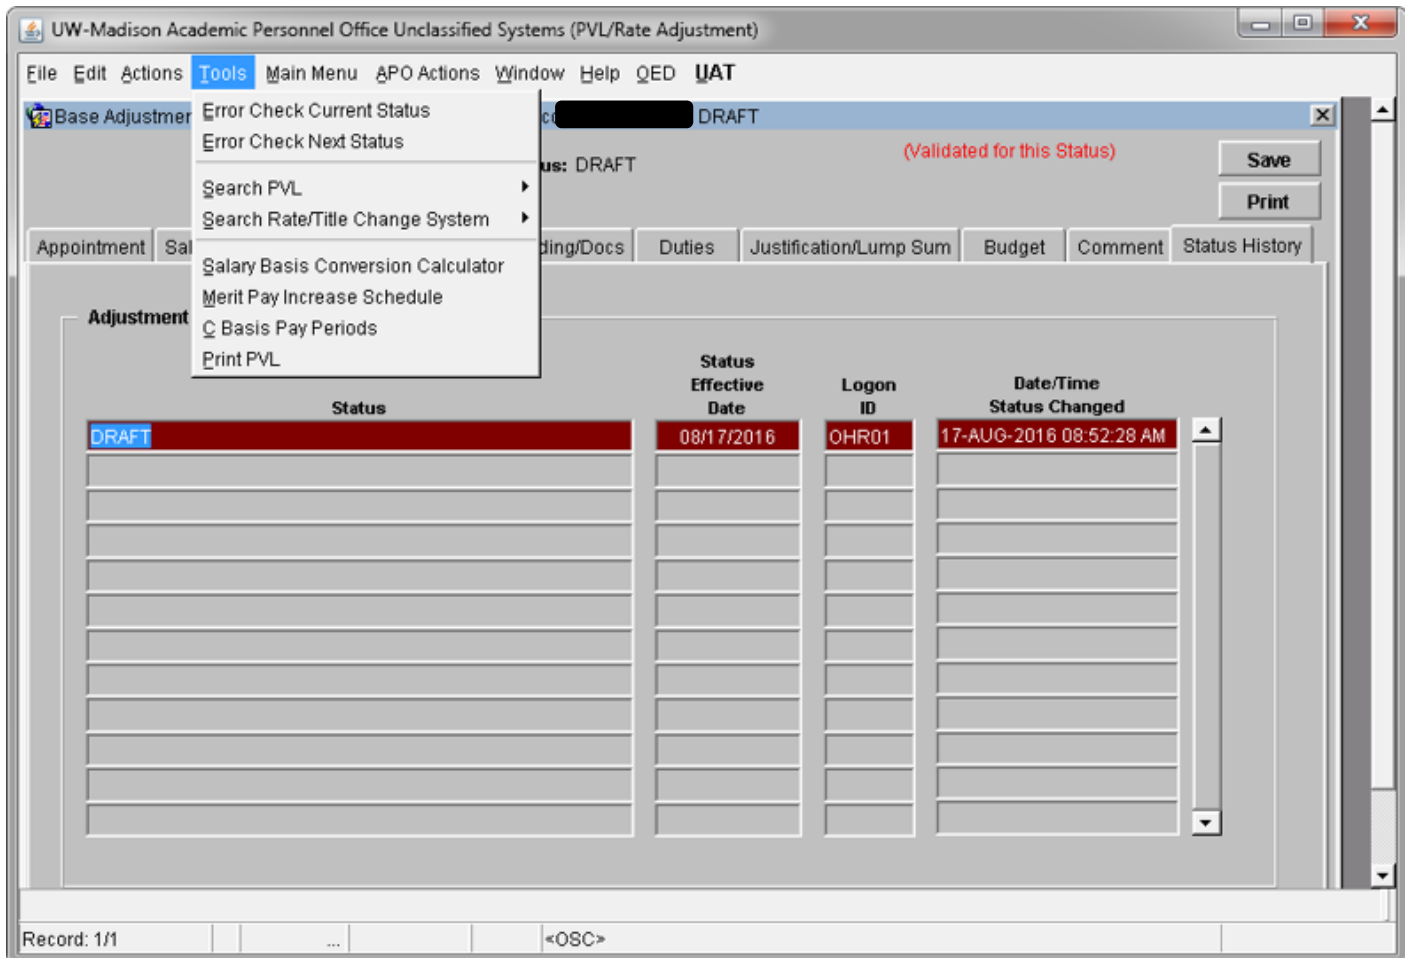 UW-Madison Academic Personnel Office Unclassified Systems (PVL/Rate Adjustment)
File Edit Actions Tools Main Menu APO Actions Window Help QED UAT
Base Adjustmer DRAFT
Error Check Current Status
Error Check Next Status
us: DRAFT
(Validated for this Status)
Save
Print
Search PVL
Search Rate/Title Change System
Appointment Sal ding/Docs Duties Justification/Lump Sum Budget Comment Status History
Salary Basis Conversion Calculator
Merit Pay Increase Schedule
C Basis Pay Periods
Print PVL
Adjustment
Status
Status Effective Date
Logon ID
Date/Time Status Changed
DRAFT 08/17/2016 OHR01 17-AUG-2016 08:52:28 AM
Record: 1/1 ... <OSC>